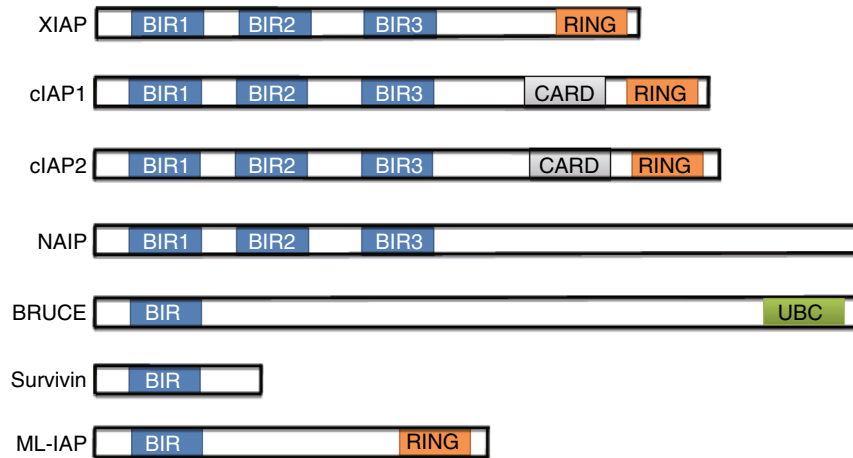 XIAP BIR1 BIR2 BIR3 RING
cIAP1 BIR1 BIR2 BIR3 CARD RING
cIAP2 BIR1 BIR2 BIR3 CARD RING
NAIP BIR1 BIR2 BIR3
BRUCE BIR UBC
Survivin BIR
ML-IAP BIR RING